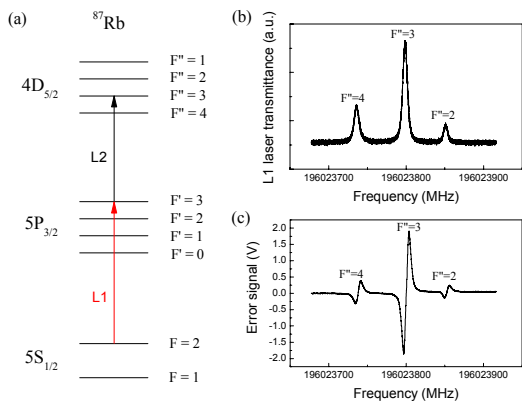 (a)
⁸⁷Rb
4D₅/₂
F" = 1
F" = 2
F" = 3
F" = 4
L2
5P₃/₂
F' = 3
F' = 2
F' = 1
F' = 0
L1
5S₁/₂
F = 2
F = 1
(b)
L1 laser transmittance (a.u.)
F"=4
F"=3
F"=2
196023700 196023800 196023900
Frequency (MHz)
(c)
Error signal (V)
2.0
1.5
1.0
0.5
0.0
-0.5
-1.0
-1.5
-2.0
F"=4
F"=3
F"=2
196023700 196023800 196023900
Frequency (MHz)